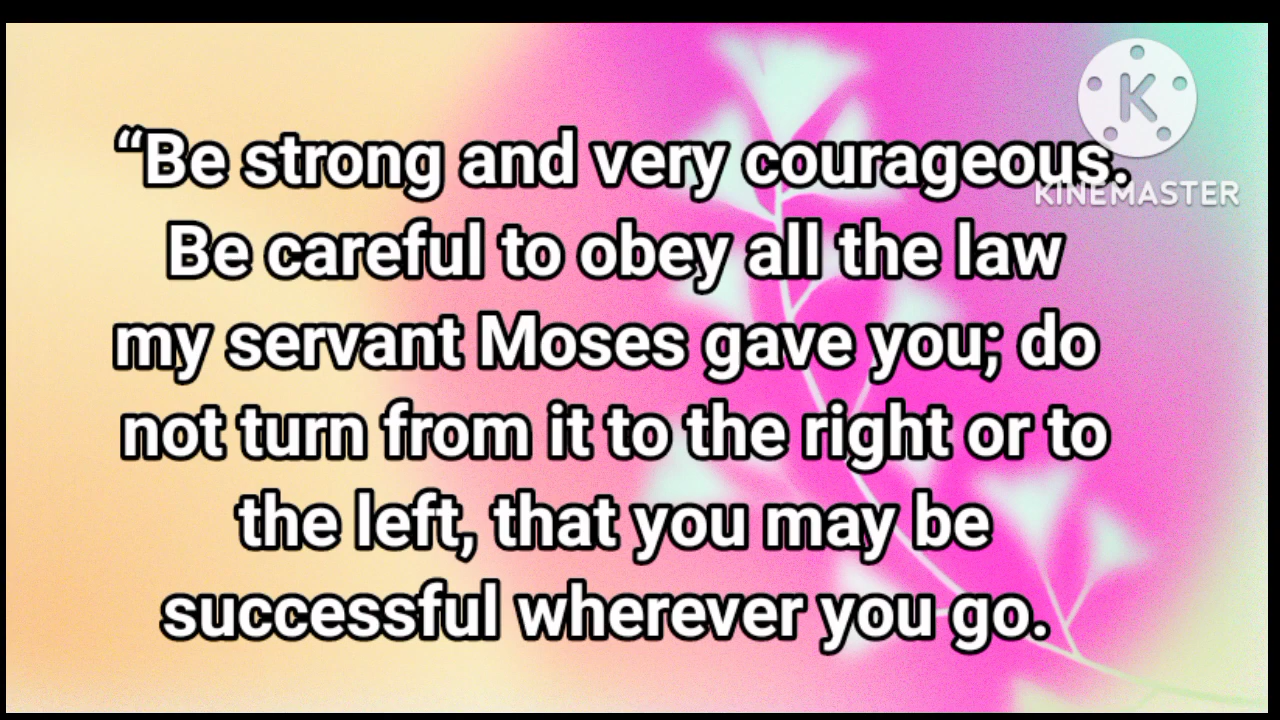 “Be strong and very courageous.
Be careful to obey all the law
my servant Moses gave you; do
not turn from it to the right or to
the left, that you may be
successful wherever you go.
K
KINEMASTER